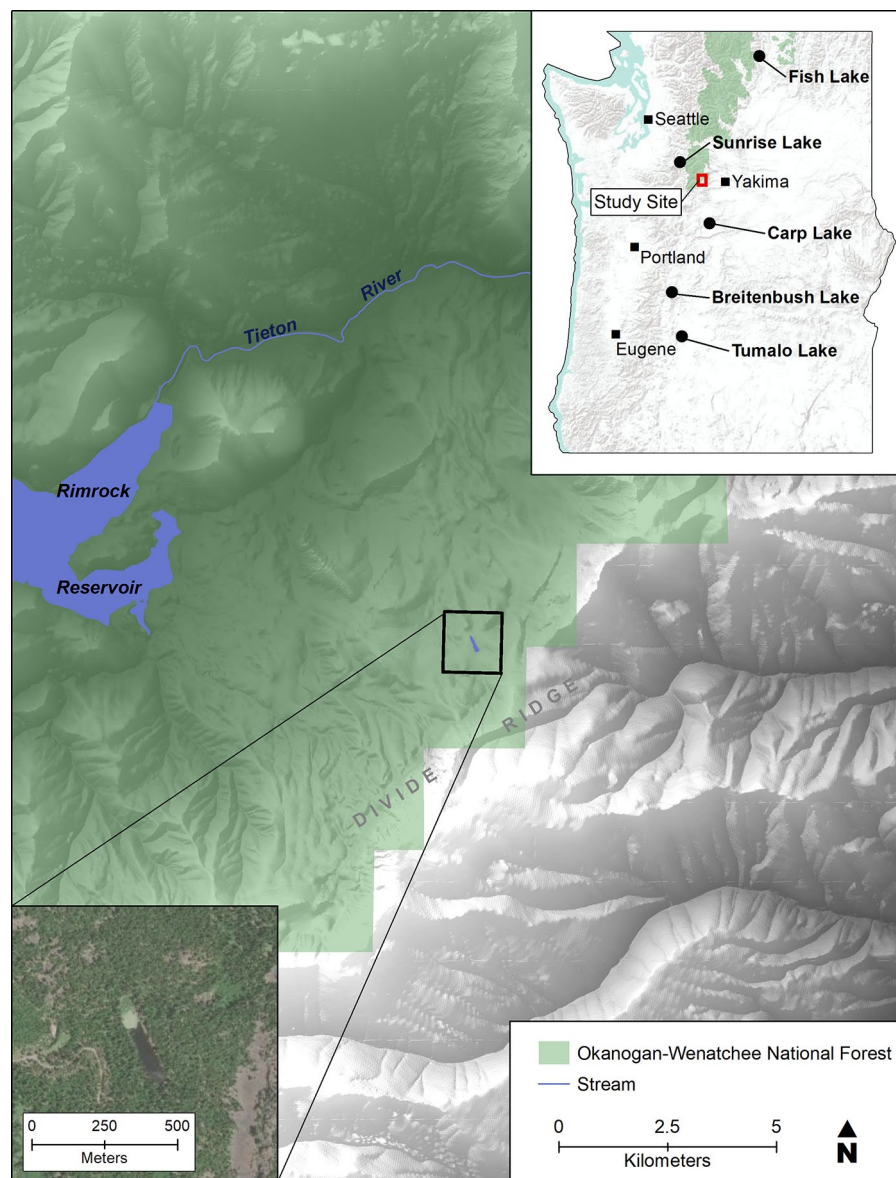 Fish Lake
Seattle
Sunrise Lake
Yakima
Study Site
Carp Lake
Portland
Breitenbush Lake
Eugene
Tumalo Lake
Tieton River
Rimrock
Reservoir
DIVIDE RIDGE
0 250 500
Meters
Okanogan-Wenatchee National Forest
Stream
0 2.5 5
Kilometers
N